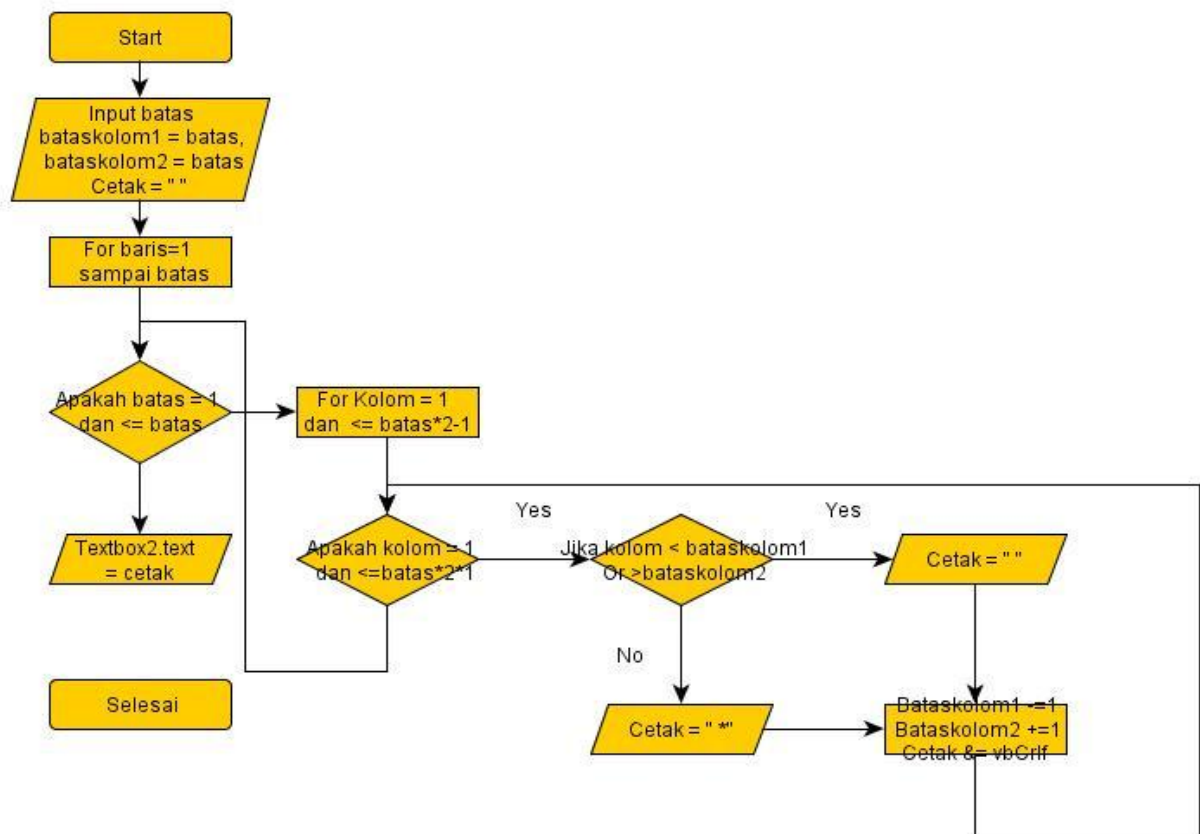 Start
Input batas
bataskolom1 = batas,
bataskolom2 = batas
Cetak = " "
For baris=1
sampai batas
Apakah batas = 1
dan <= batas
For Kolom = 1
dan <= batas*2-1
Textbox2.text
= cetak
Apakah kolom = 1
dan <=batas*2*1
Yes
Jika kolom < bataskolom1
Or >bataskolom2
Yes
Cetak = " "
No
Cetak = " *"
Bataskolom1 -=1
Bataskolom2 +=1
Cetak &= vbCrlf
Selesai